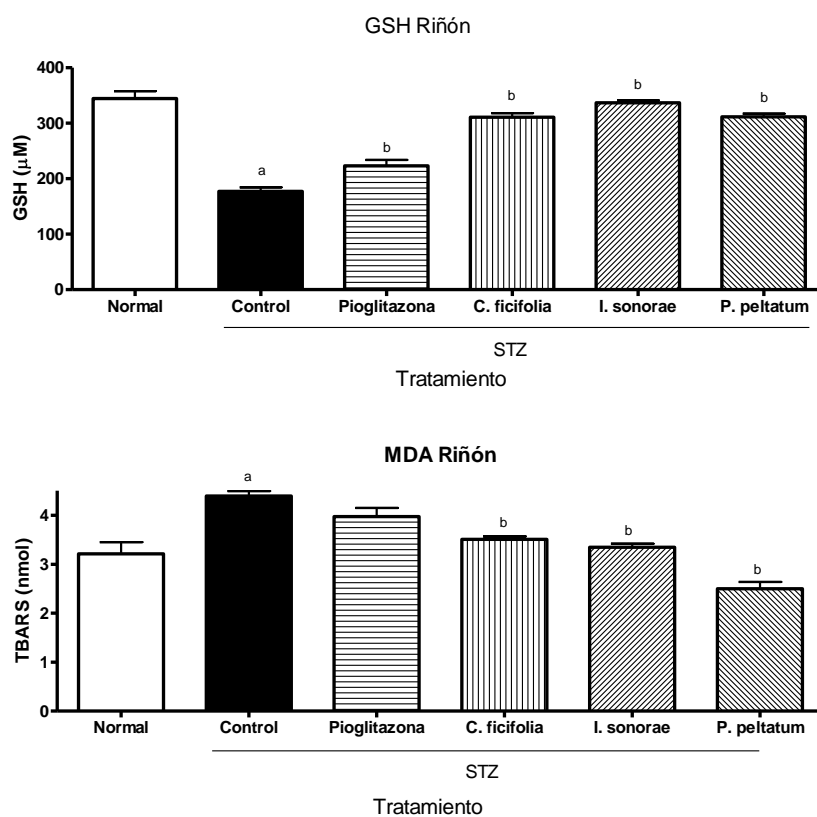 GSH Riñón
GSH (μM)
400
300
200
100
0
a
b
b
b
b
Normal Control Pioglitazona C. ficifolia I. sonorae P. peltatum
STZ
Tratamiento
MDA Riñón
TBARS (nmol)
4
3
2
1
0
a
b
b
b
Normal Control Pioglitazona C. ficifolia I. sonorae P. peltatum
STZ
Tratamiento